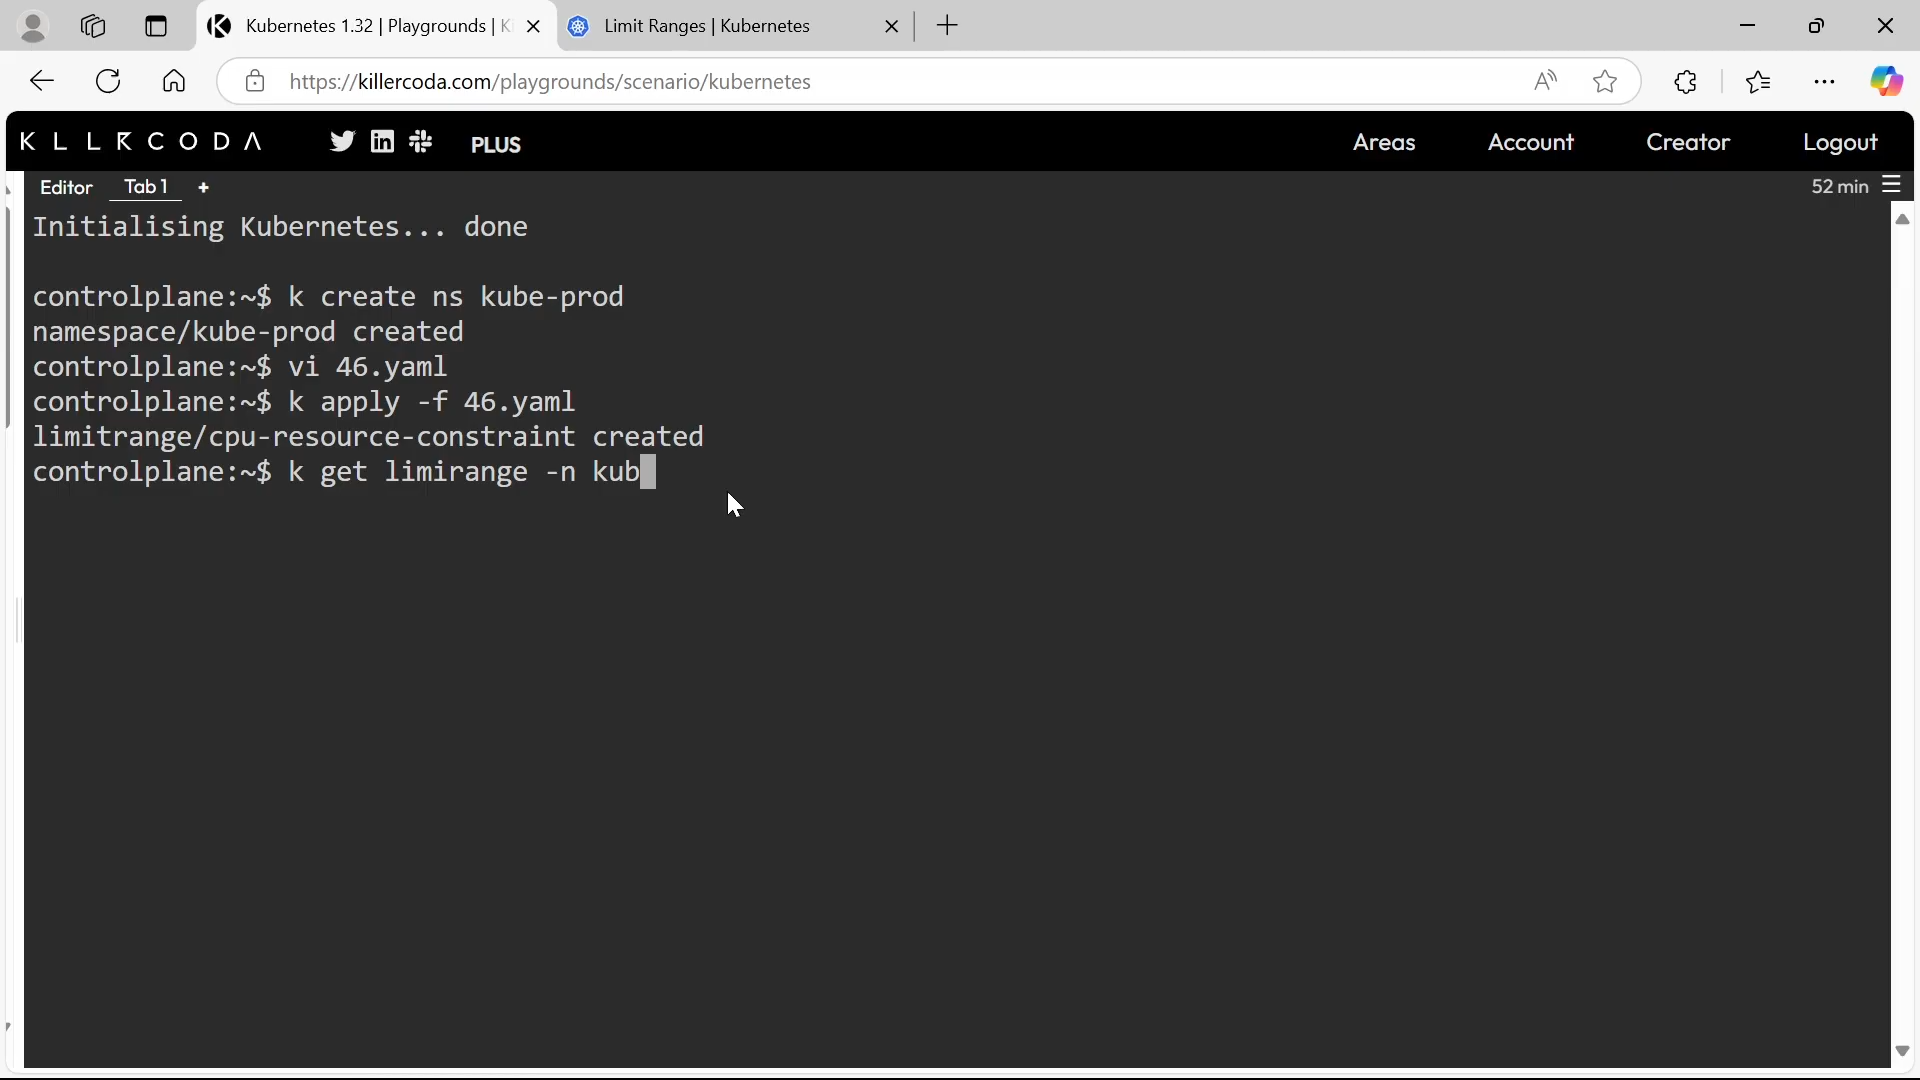 Kubernetes 1.32 | Playgrounds | Ki
Limit Ranges | Kubernetes
https://killercoda.com/playgrounds/scenario/kubernetes
KLLRCODA
PLUS
Areas
Account
Creator
Logout
Editor
Tab 1
+
52 min
Initialising Kubernetes... done
controlplane:~$ k create ns kube-prod
namespace/kube-prod created
controlplane:~$ vi 46.yaml
controlplane:~$ k apply -f 46.yaml
limitrange/cpu-resource-constraint created
controlplane:~$ k get limirange -n kub